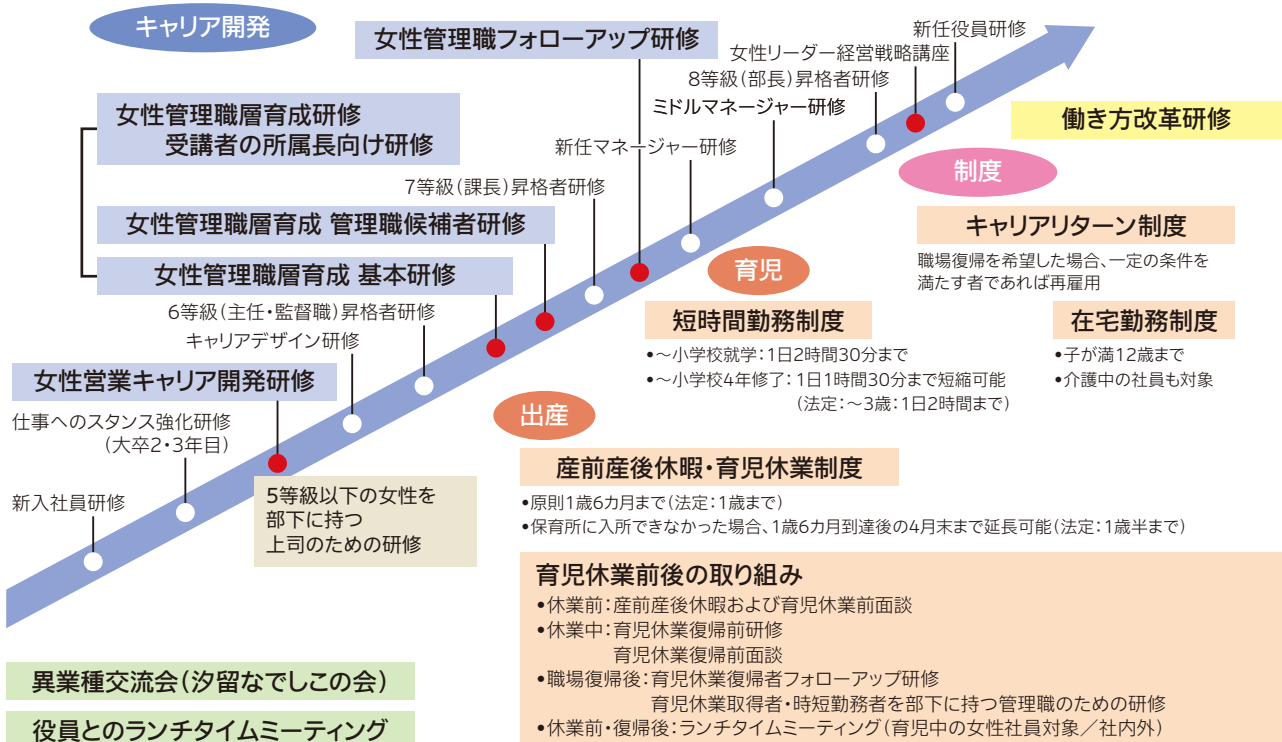 キャリア開発
女性管理職フォローアップ研修
新任役員研修
女性リーダー経営戦略講座
8等級(部長)昇格者研修
ミドルマネージャー研修
働き方改革研修
女性管理職層育成研修
受講者の所属長向け研修
新任マネージャー研修
制度
7等級(課長)昇格者研修
女性管理職層育成 管理職候補者研修
キャリアリターン制度
職場復帰を希望した場合、一定の条件を
満たす者であれば再雇用
女性管理職層育成 基本研修
育児
6等級(主任・監督職)昇格者研修
キャリアデザイン研修
短時間勤務制度
•～小学校就学:1日2時間30分まで
•～小学校4年修了:1日1時間30分まで短縮可能
(法定:～3歳:1日2時間まで)
在宅勤務制度
•子が満12歳まで
•介護中の社員も対象
女性営業キャリア開発研修
仕事へのスタンス強化研修
(大卒2・3年目)
出産
産前産後休暇・育児休業制度
•原則1歳6カ月まで(法定:1歳まで)
•保育所に入所できなかった場合、1歳6カ月到達後の4月末まで延長可能(法定:1歳半まで)
新入社員研修
5等級以下の女性を
部下に持つ
上司のための研修
育児休業前後の取り組み
•休業前:産前産後休暇および育児休業前面談
•休業中:育児休業復帰前研修
育児休業復帰前面談
•職場復帰後:育児休業復帰者フォローアップ研修
育児休業取得者・時短勤務者を部下に持つ管理職のための研修
•休業前・復帰後:ランチタイムミーティング(育児中の女性社員対象／社内外)
異業種交流会(汐留なでしこの会)
役員とのランチタイムミーティング